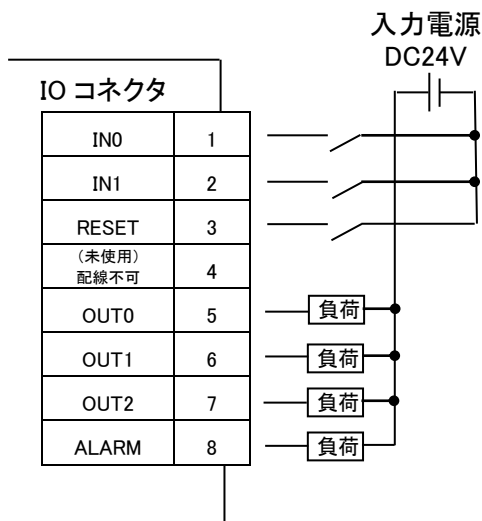 入力電源
DC24V
IO コネクタ
IN0 1
IN1 2
RESET 3
（未使用）
配線不可 4
OUT0 5 負荷
OUT1 6 負荷
OUT2 7 負荷
ALARM 8 負荷